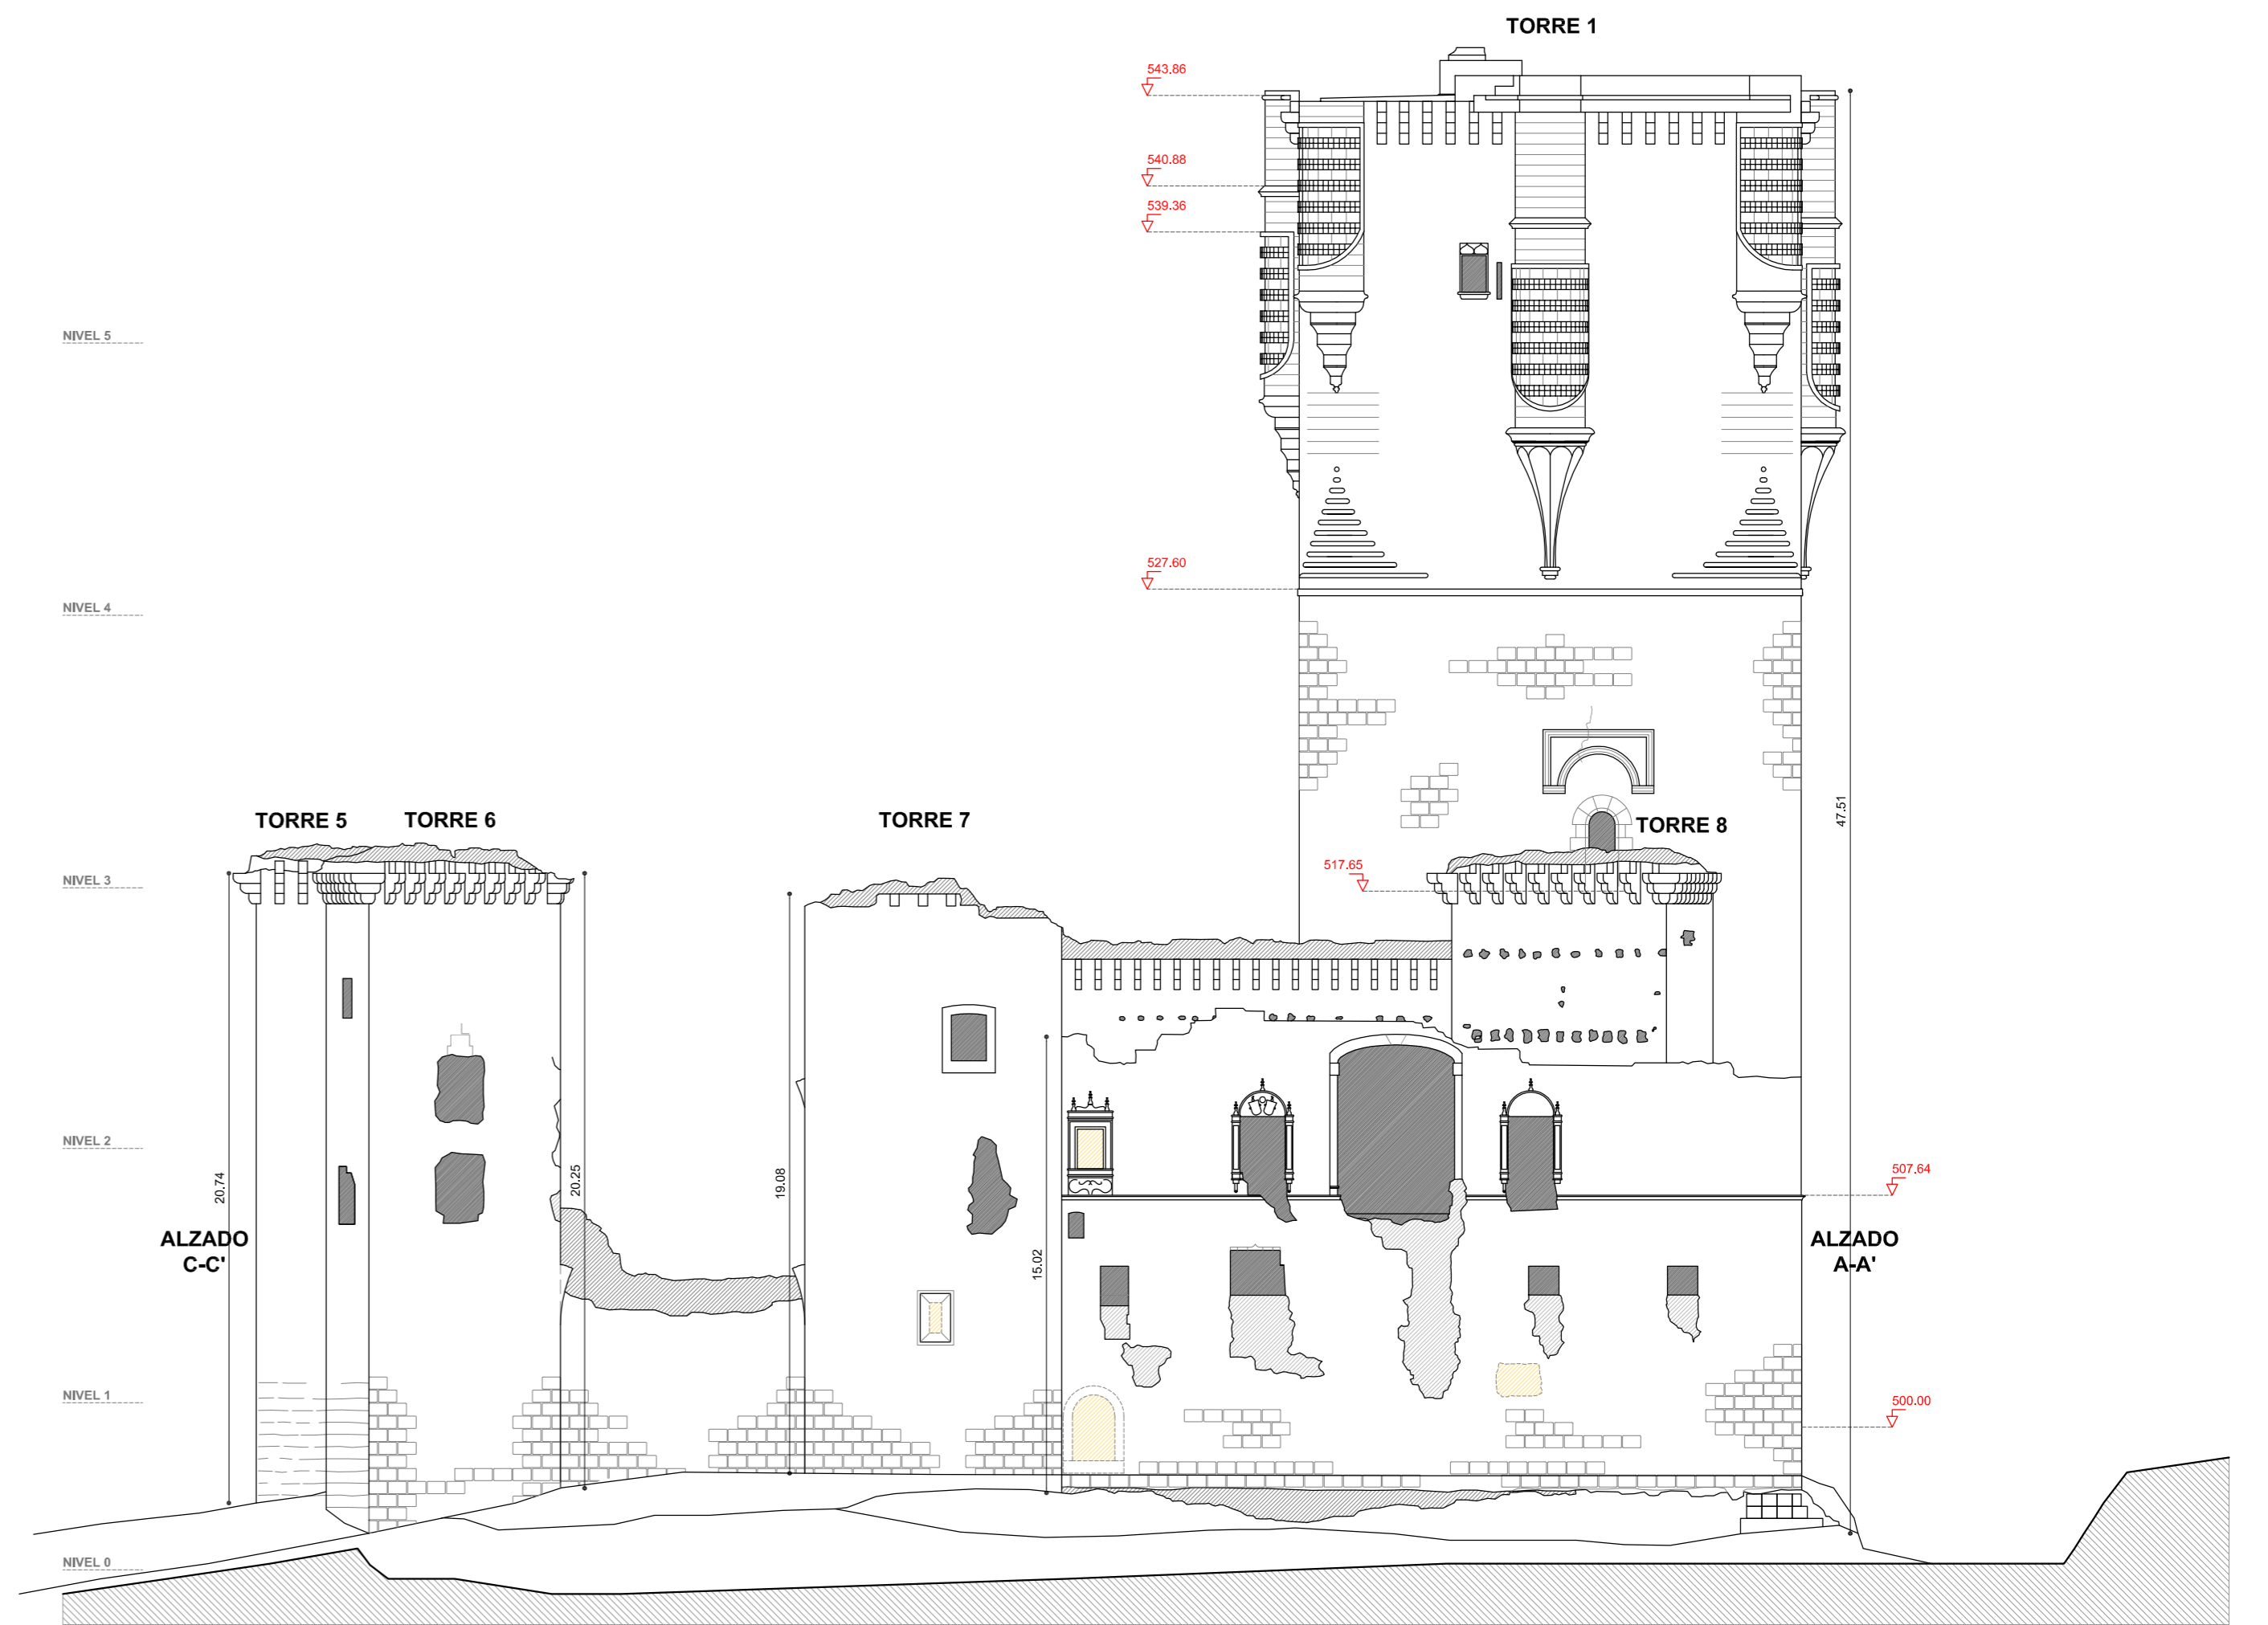 TORRE 1
543.86
540.88
539.36
NIVEL 5
527.60
NIVEL 4
47.51
TORRE 5
TORRE 6
TORRE 7
TORRE 8
517.65
NIVEL 3
NIVEL 2
20.74
20.25
19.08
507.64
ALZADO
C-C'
15.02
ALZADO
A-A'
NIVEL 1
500.00
NIVEL 0